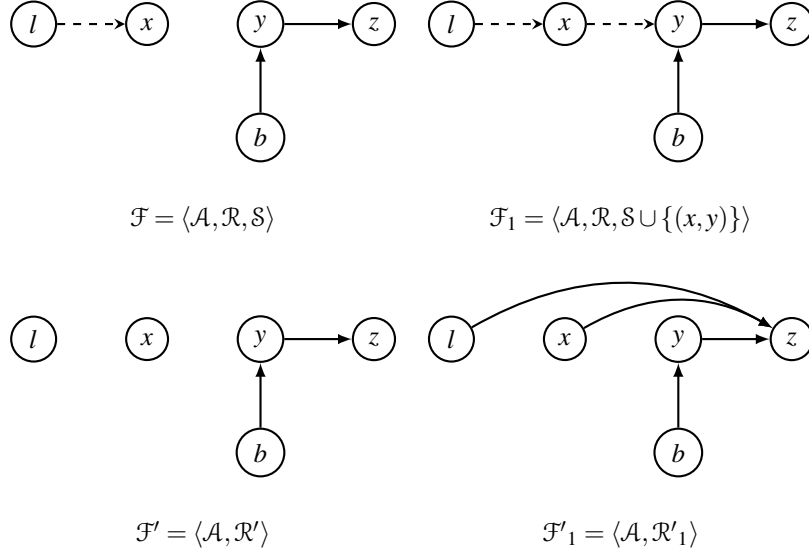 l x y z l x y z
b b
ℱ = ⟨𝒜, ℛ, 𝒮⟩ ℱ₁ = ⟨𝒜, ℛ, 𝒮 ∪ {(x, y)}⟩
l x y z l x y z
b b
ℱ′ = ⟨𝒜, ℛ′⟩ ℱ′₁ = ⟨𝒜, ℛ′₁⟩